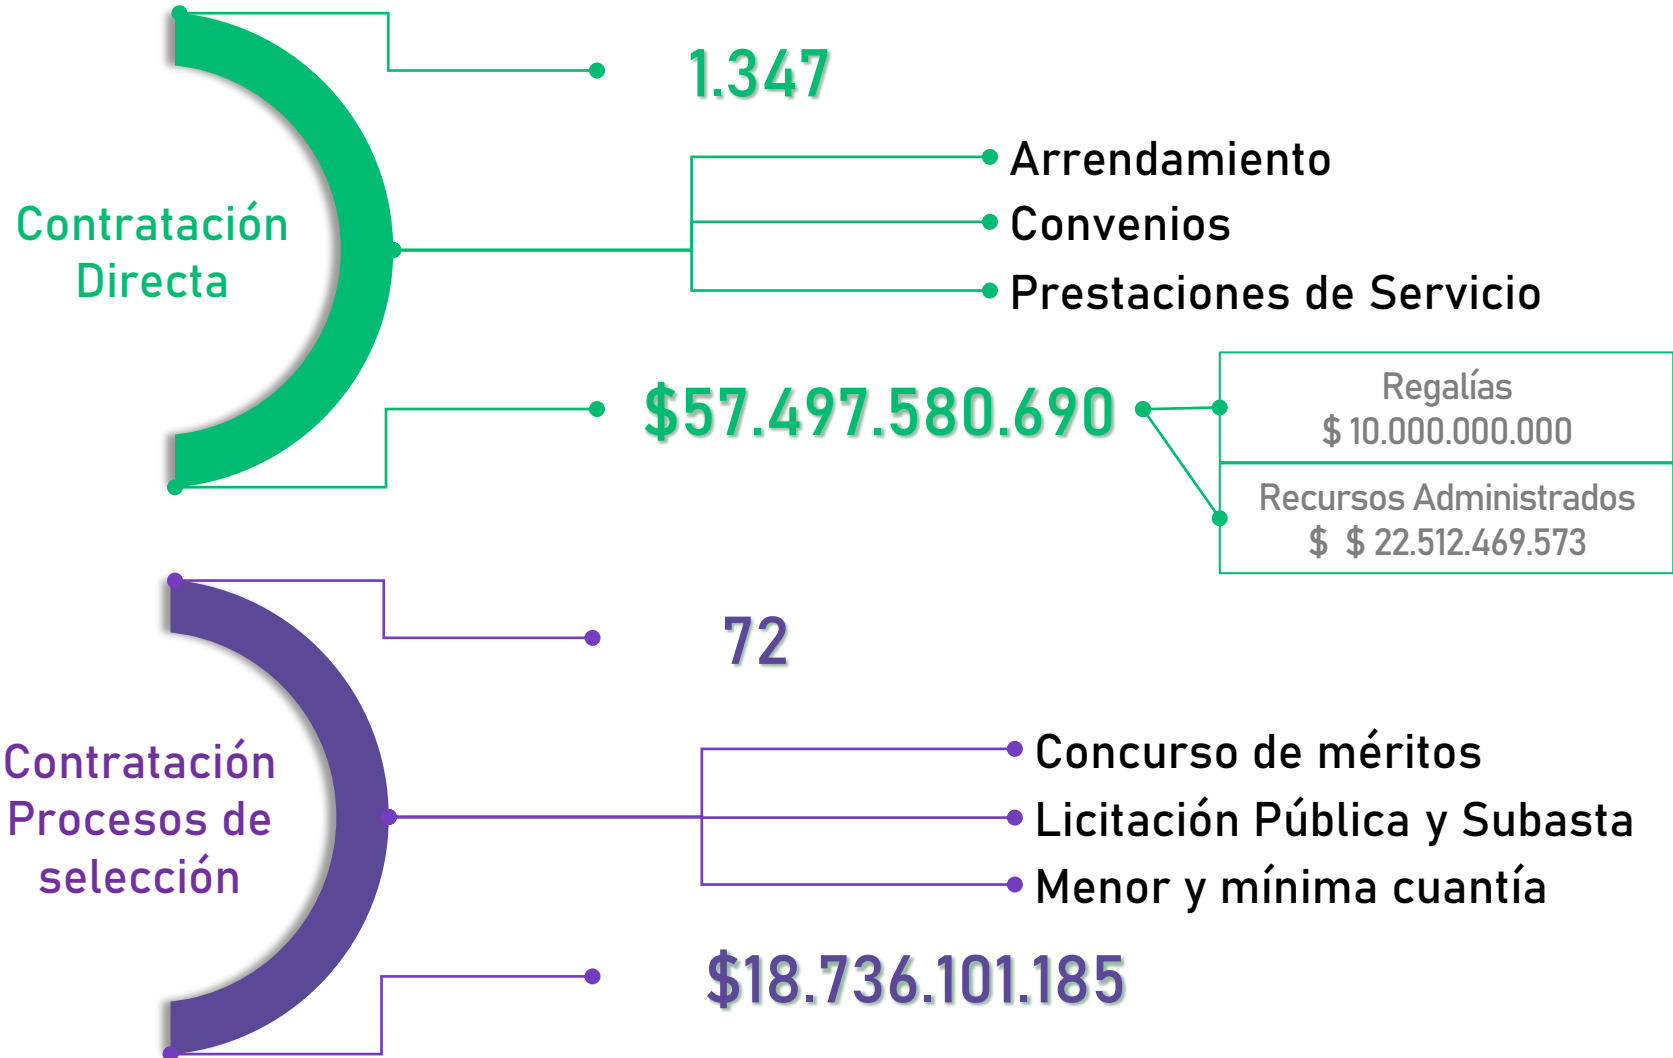 1.347
Arrendamiento
Convenios
Prestaciones de Servicio
Contratación
Directa
$57.497.580.690
Regalías
$ 10.000.000.000
Recursos Administrados
$ $ 22.512.469.573
72
Contratación
Procesos de
selección
Concurso de méritos
Licitación Pública y Subasta
Menor y mínima cuantía
$18.736.101.185